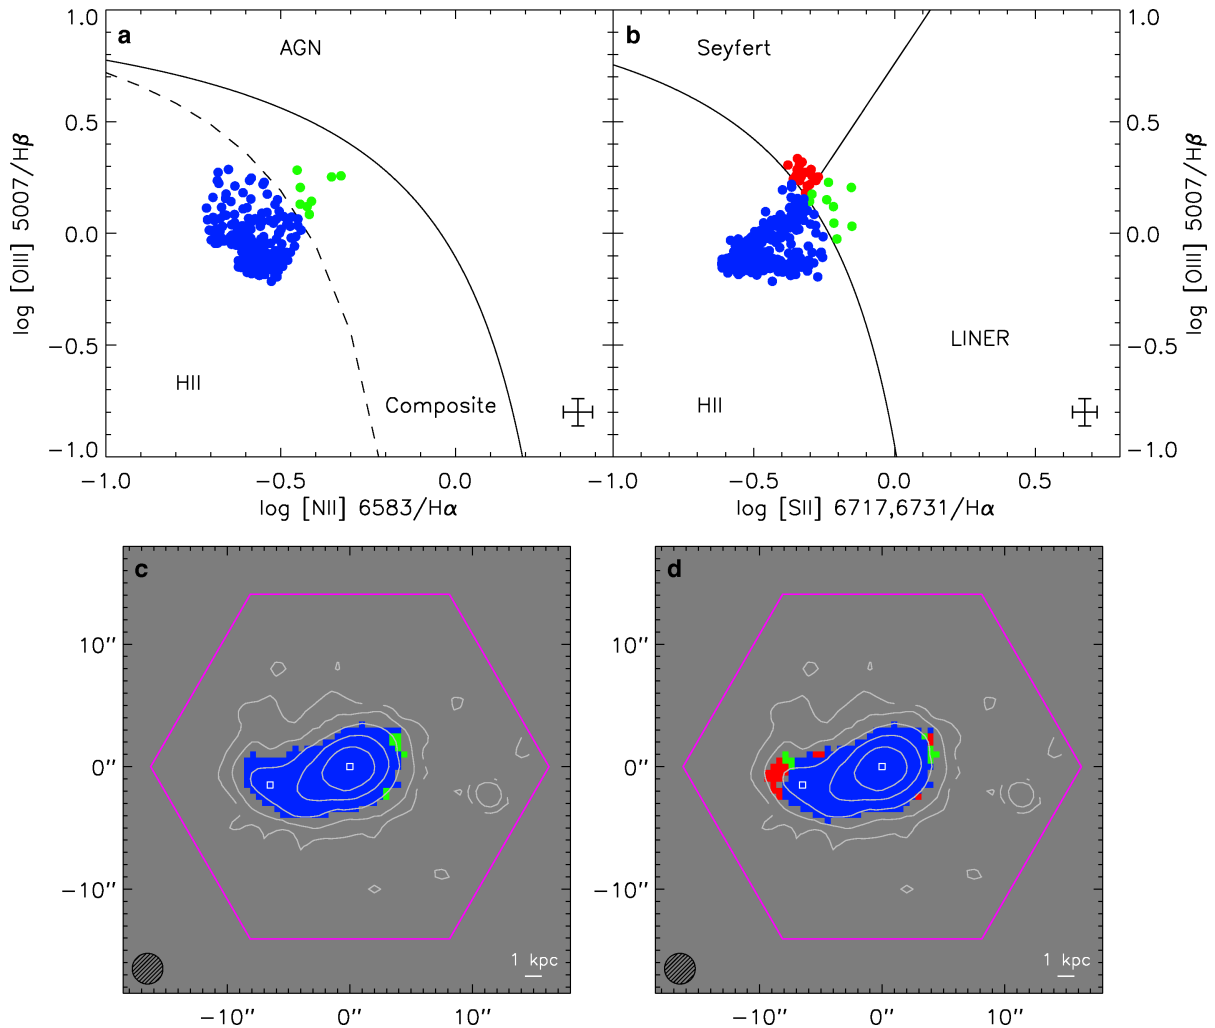 a
AGN
HII
Composite
1.0
0.5
0.0
−0.5
−1.0
log [OIII] 5007/Hβ
−1.0
−0.5
0.0
log [NII] 6583/Hα
b
Seyfert
LINER
HII
1.0
0.5
0.0
−0.5
−1.0
log [OIII] 5007/Hβ
−1.0
−0.5
0.0
0.5
log [SII] 6717,6731/Hα
c
10″
0″
−10″
1 kpc
−10″
0″
10″
d
10″
0″
−10″
1 kpc
−10″
0″
10″